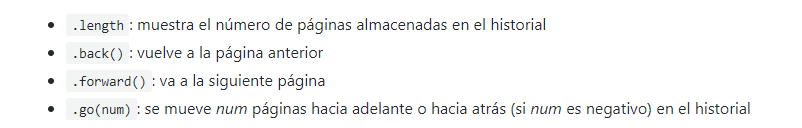 • .length : muestra el número de páginas almacenadas en el historial
• .back() : vuelve a la página anterior
• .forward() : va a la siguiente página
• .go(num) : se mueve num páginas hacia adelante o hacia atrás (si num es negativo) en el historial